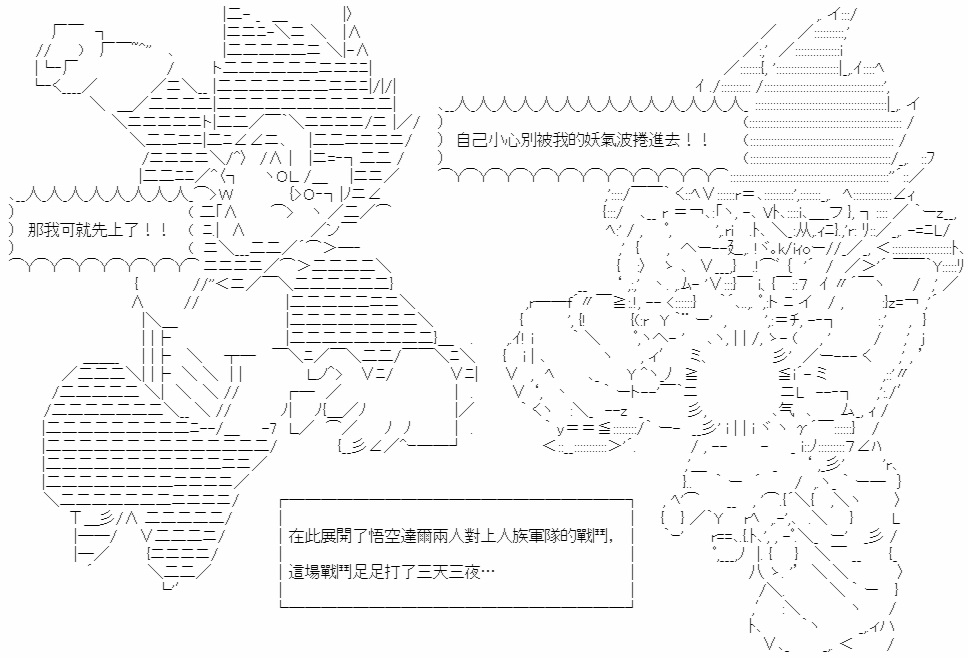 自己小心別被我的妖氣波捲進去！！
那我可就先上了！！
在此展開了悟空達爾兩人對上人族軍隊的戰鬥，
這場戰鬥足足打了三天三夜…